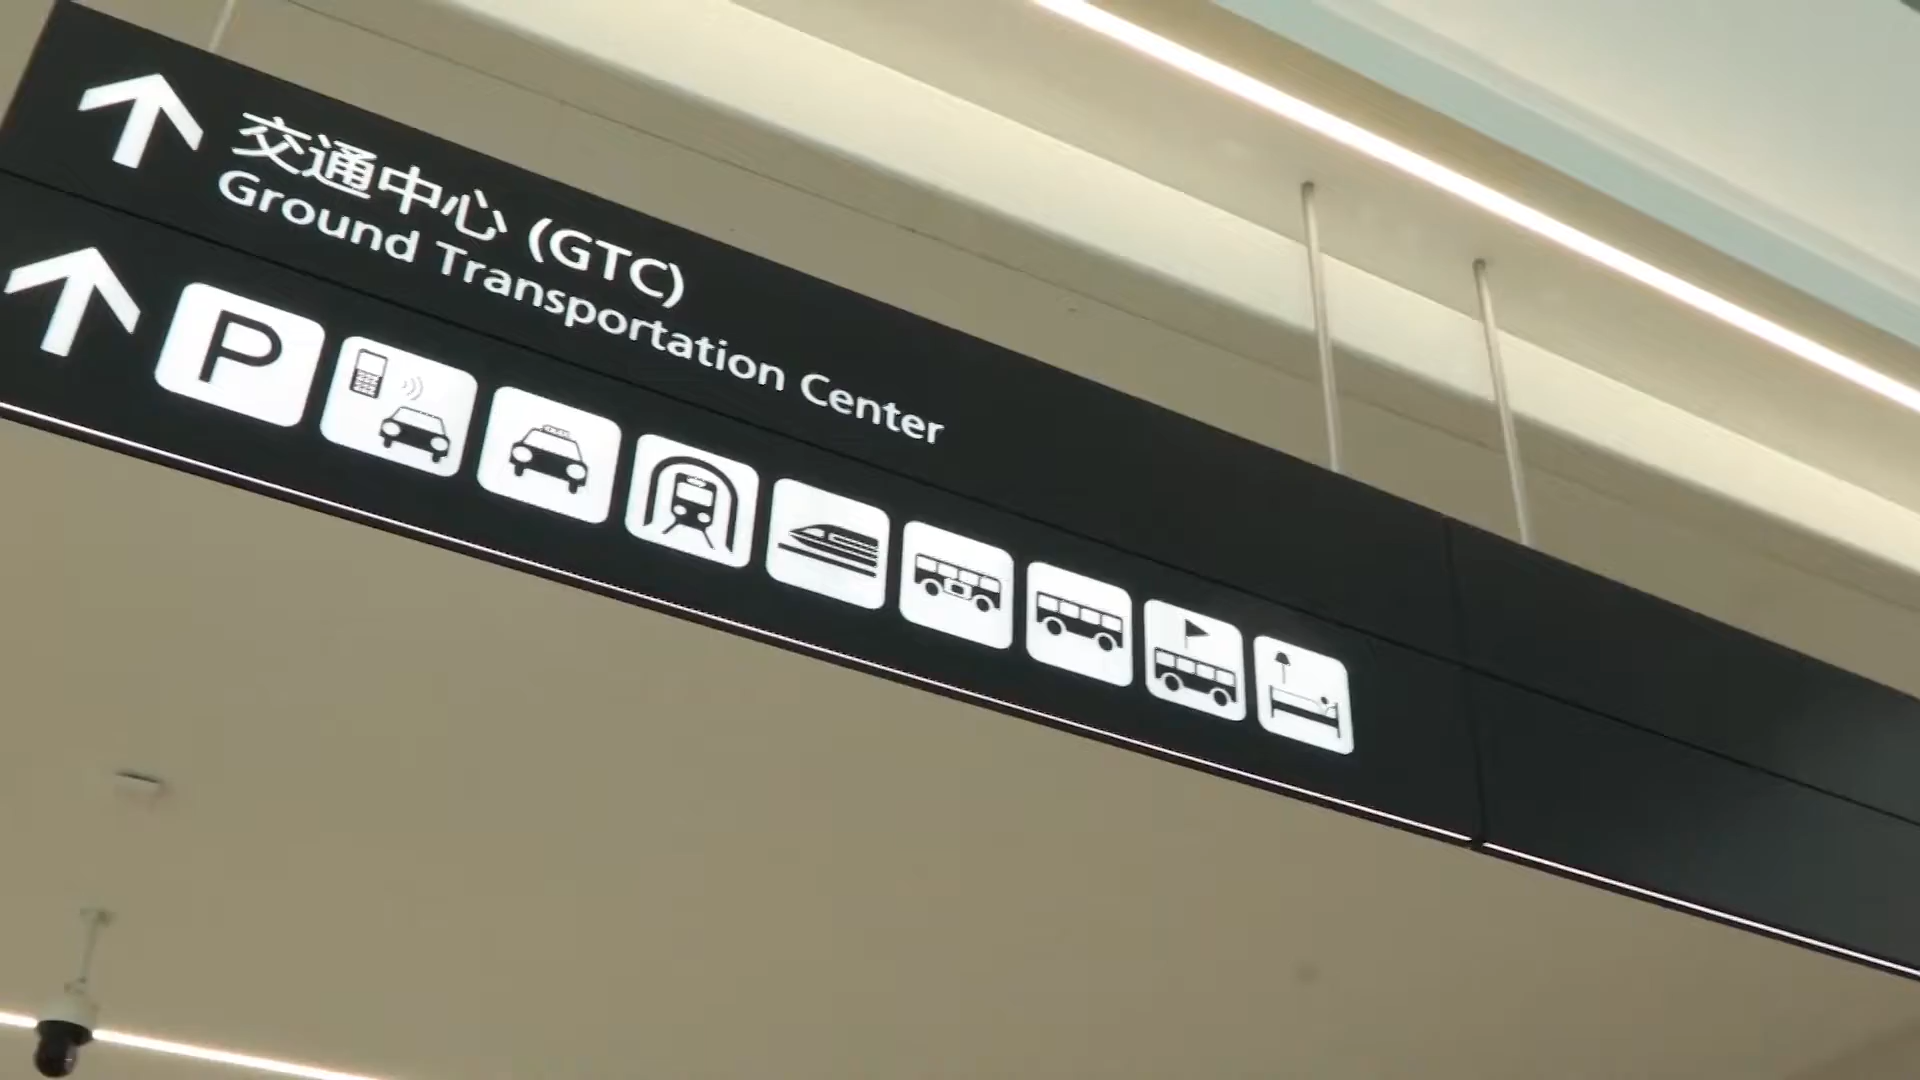 交通中心 (GTC)
Ground Transportation Center
P